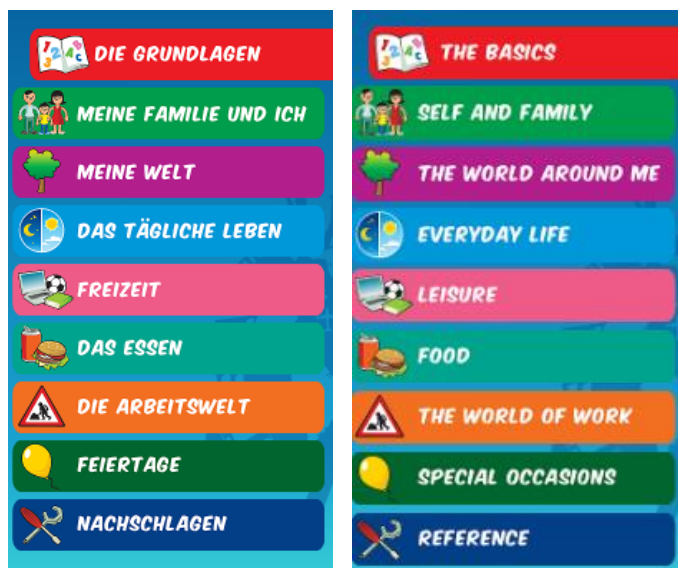 DIE GRUNDLAGEN
MEINE FAMILIE UND ICH
MEINE WELT
DAS TÄGLICHE LEBEN
FREIZEIT
DAS ESSEN
DIE ARBEITSWELT
FEIERTAGE
NACHSCHLAGEN
THE BASICS
SELF AND FAMILY
THE WORLD AROUND ME
EVERYDAY LIFE
LEISURE
FOOD
THE WORLD OF WORK
SPECIAL OCCASIONS
REFERENCE